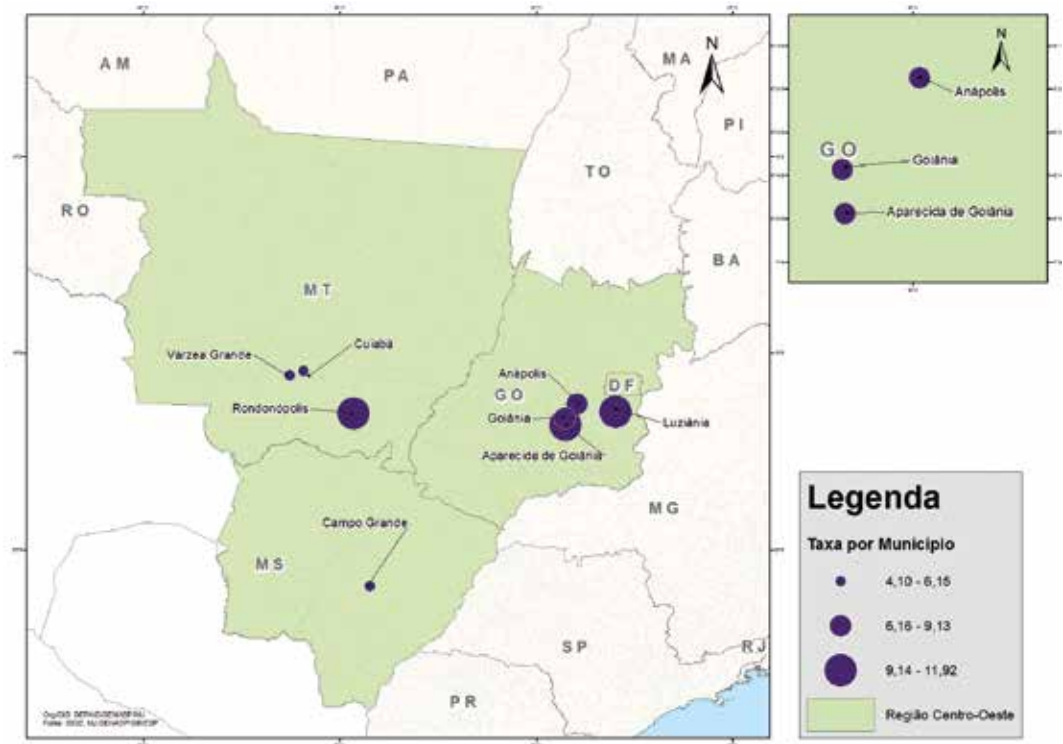 AM
PA
MA
PI
TO
RO
BA
MT
Várzea Grande
Cuiabá
Rondonópolis
Anápolis
GO
DF
Goiânia
Luziânia
Aparecida de Goiânia
MG
Campo Grande
MS
SP
RJ
PR
N
N
Anápolis
GO
Goiânia
Aparecida de Goiânia
Legenda
Taxa por Município
4,10 - 6,15
6,16 - 9,13
9,14 - 11,92
Região Centro-Oeste